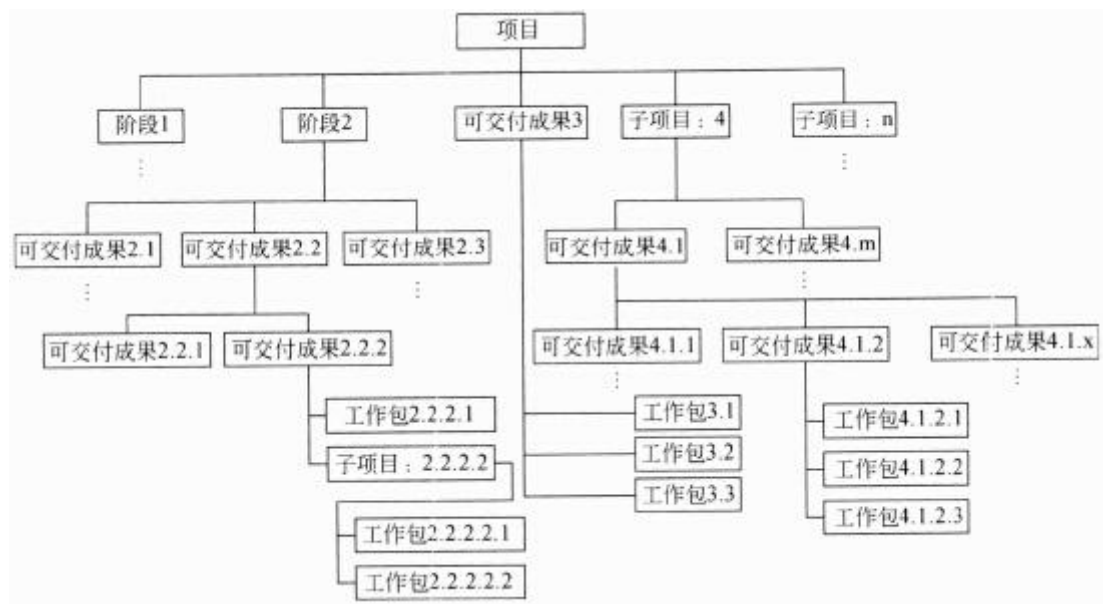 项目
阶段1
阶段2
可交付成果3
子项目：4
子项目：n
可交付成果2.1
可交付成果2.2
可交付成果2.3
可交付成果4.1
可交付成果4.m
可交付成果2.2.1
可交付成果2.2.2
可交付成果4.1.1
可交付成果4.1.2
可交付成果4.1.x
工作包2.2.2.1
子项目：2.2.2.2
工作包2.2.2.2.1
工作包2.2.2.2.2
工作包3.1
工作包3.2
工作包3.3
工作包4.1.2.1
工作包4.1.2.2
工作包4.1.2.3